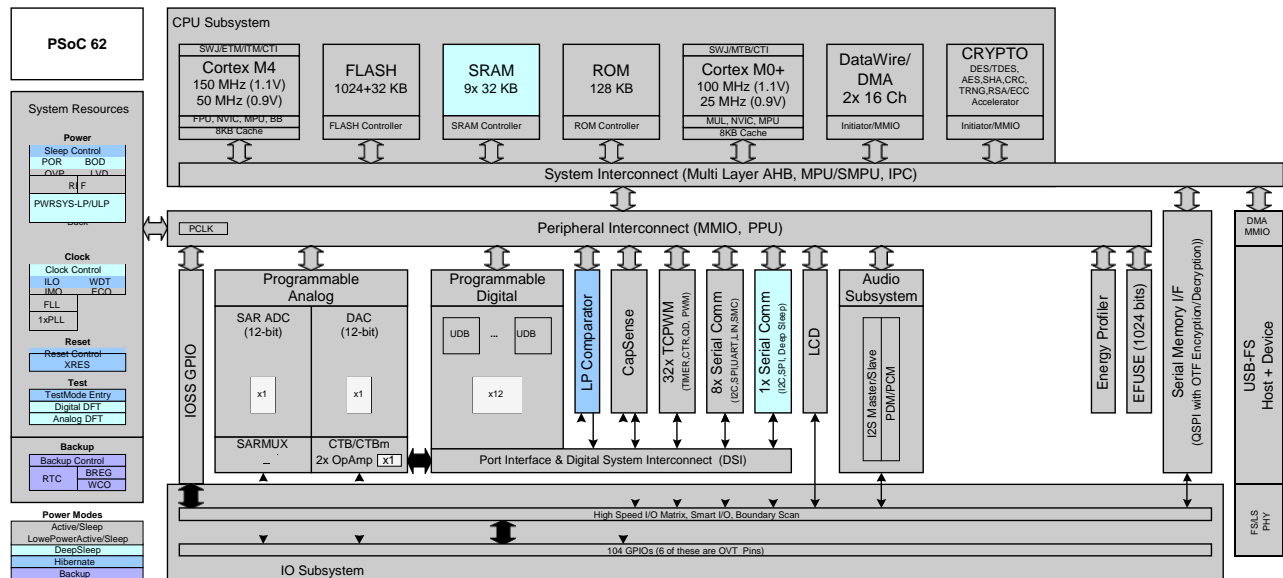 PSoC 62
System Resources
Power
Sleep Control
POR BOD
OVP LVD
REF
PWRSYS-LP/ULP
Buck
Clock
Clock Control
ILO WDT
IMO ECO
FLL
1xPLL
Reset
Reset Control
XRES
Test
TestMode Entry
Digital DFT
Analog DFT
Backup
Backup Control
RTC
BREG
WCO
Power Modes
Active/Sleep
LowePowerActive/Sleep
DeepSleep
Hibernate
Backup
CPU Subsystem
SWJ/ETM/ITM/CTI
Cortex M4
150 MHz (1.1V)
50 MHz (0.9V)
FPU, NVIC, MPU, BB
8KB Cache
FLASH
1024+32 KB
FLASH Controller
SRAM
9x 32 KB
SRAM Controller
ROM
128 KB
ROM Controller
SWJ/MTB/CTI
Cortex M0+
100 MHz (1.1V)
25 MHz (0.9V)
MUL, NVIC, MPU
8KB Cache
DataWire/
DMA
2x 16 Ch
Initiator/MMIO
CRYPTO
DES/TDES,
AES,SHA,CRC,
TRNG,RSA/ECC
Accelerator
Initiator/MMIO
System Interconnect (Multi Layer AHB, MPU/SMPU, IPC)
PCLK
Peripheral Interconnect (MMIO, PPU)
IOSS GPIO
Programmable
Analog
SAR ADC
(12-bit)
x1
SARMUX
DAC
(12-bit)
x1
CTB/CTBm
2x OpAmp x1
Programmable
Digital
UDB ... UDB
x12
LP Comparator
CapSense
32x TCPWM
(TIMER,CTR,QD, PWM)
8x Serial Comm
(I2C,SPI,UART,LIN,SMC)
1x Serial Comm
(I2C,SPI, Deep Sleep)
LCD
Port Interface & Digital System Interconnect (DSI)
Audio
Subsystem
I2S Master/Slave
PDM/PCM
Energy Profiler
EFUSE (1024 bits)
Serial Memory I/F
(QSPI with OTF Encryption/Decryption))
DMA
MMIO
USB-FS
Host + Device
FS/LS
PHY
High Speed I/O Matrix, Smart I/O, Boundary Scan
104 GPIOs (6 of these are OVT Pins)
IO Subsystem